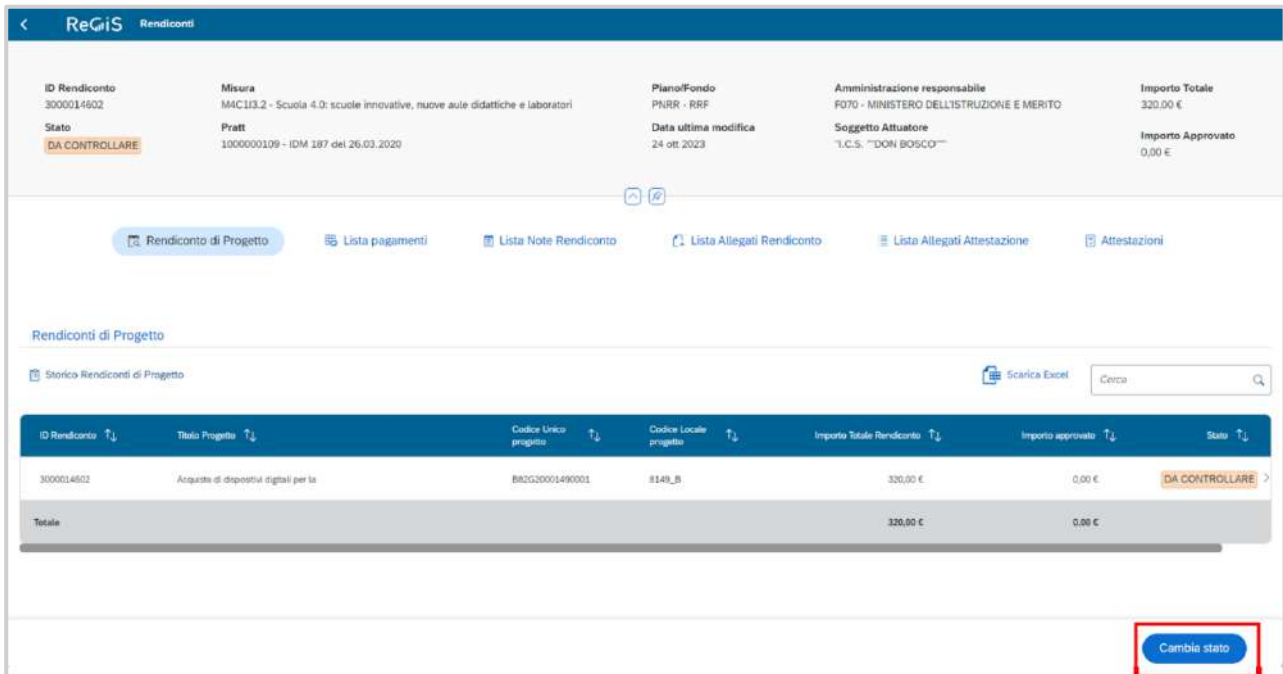 ReGiS Rendiconti
ID Rendiconto
3000014602
Misura
M4C1I3.2 - Scuola 4.0: scuole innovative, nuove aule didattiche e laboratori
Piano/Fondo
PNRR - RRF
Amministrazione responsabile
F070 - MINISTERO DELL'ISTRUZIONE E MERITO
Importo Totale
320.00 €
Stato
DA CONTROLLARE
Pratt
1000000109 - IDM 187 del 26.03.2020
Data ultima modifica
24 ott 2023
Soggetto Attuatore
"I.C.S. ""DON BOSCO"""
Importo Approvato
0,00 €
Rendiconto di Progetto Lista pagamenti Lista Note Rendiconto Lista Allegati Rendiconto Lista Allegati Attestazione Attestazioni
Rendiconti di Progetto
Storico Rendiconti di Progetto Scarica Excel Cerca
ID Rendiconto Titolo Progetto Codice Unico progetto Codice Locale progetto Importo Totale Rendiconto Importo approvato Stato
3000014602 Acquisto di dispositivi digitali per la B82G20001490001 8149_B 320,00 € 0,00 € DA CONTROLLARE
Totale 320,00 € 0.00 €
Cambia stato